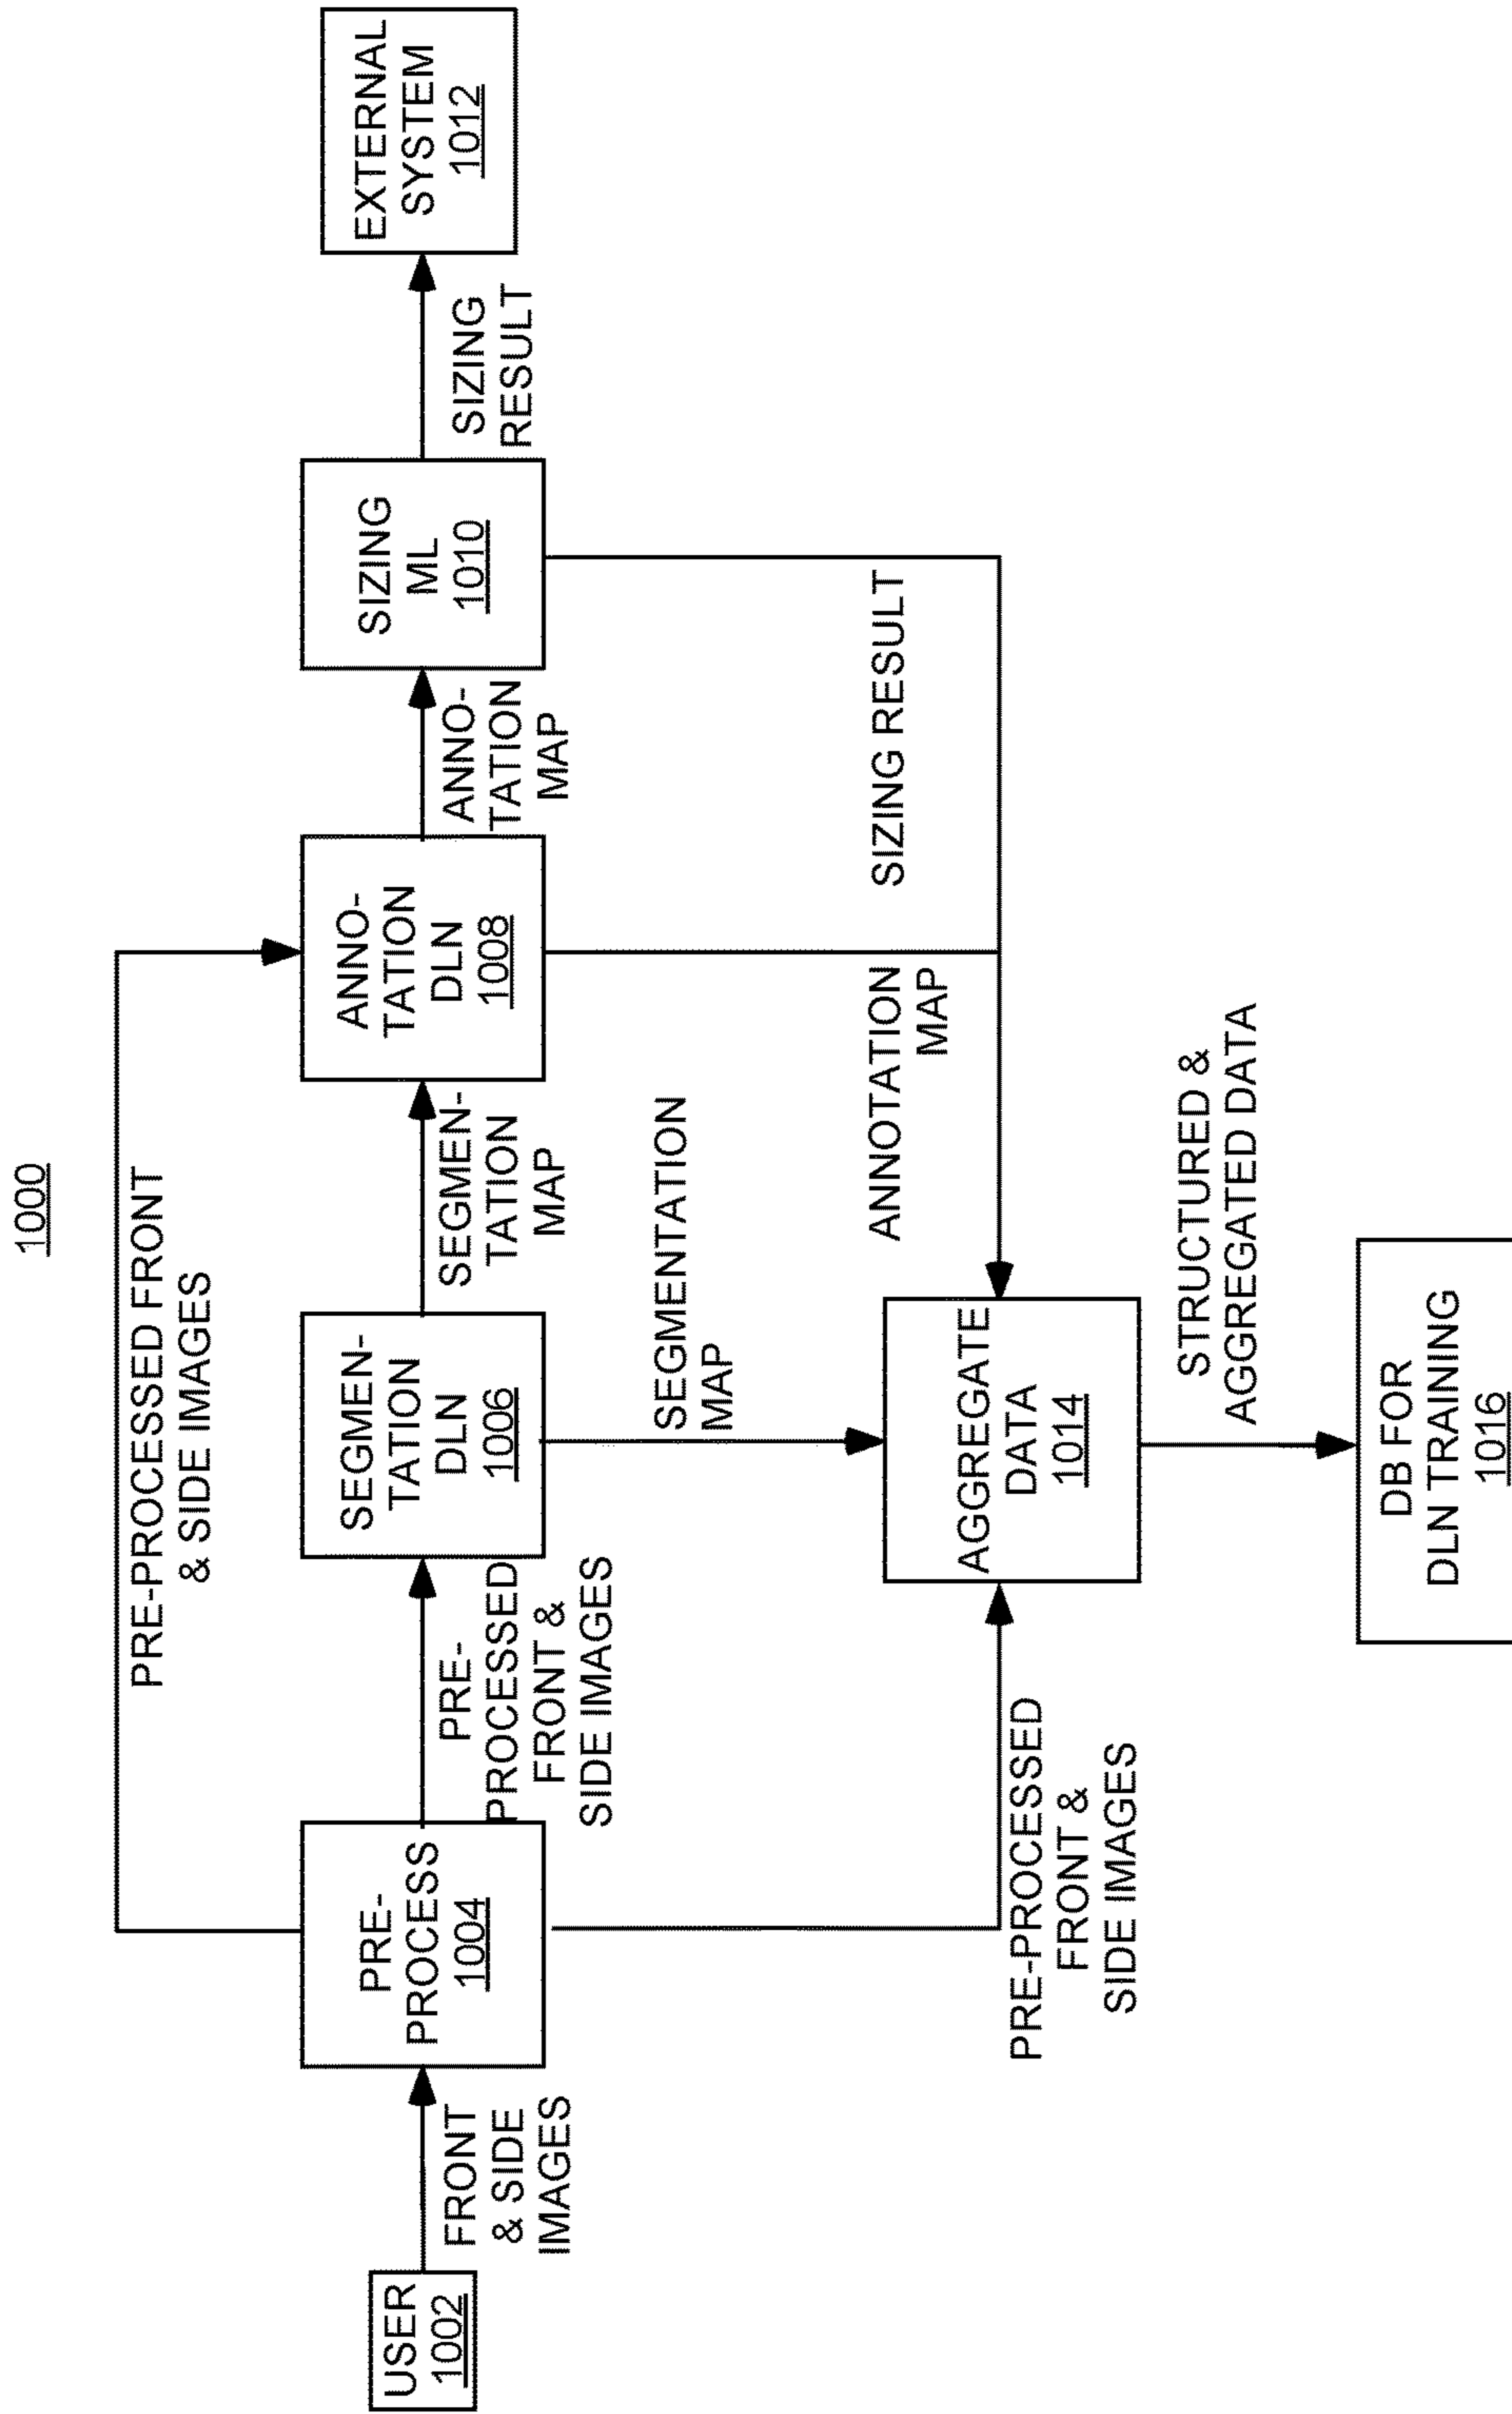 1000
PRE-PROCESSED FRONT
& SIDE IMAGES
USER
1002
FRONT
& SIDE
IMAGES
PRE-
PROCESS
1004
PRE-
PROCESSED
FRONT &
SIDE IMAGES
SEGMEN-
TATION
DLN
1006
SEGMEN-
TATION
MAP
ANNO-
TATION
DLN
1008
ANNO-
TATION
MAP
SIZING
ML
1010
SIZING
RESULT
EXTERNAL
SYSTEM
1012
SEGMENTATION
MAP
PRE-PROCESSED
FRONT &
SIDE IMAGES
AGGREGATE
DATA
1014
ANNOTATION
MAP
SIZING RESULT
STRUCTURED &
AGGREGATED DATA
DB FOR
DLN TRAINING
1016